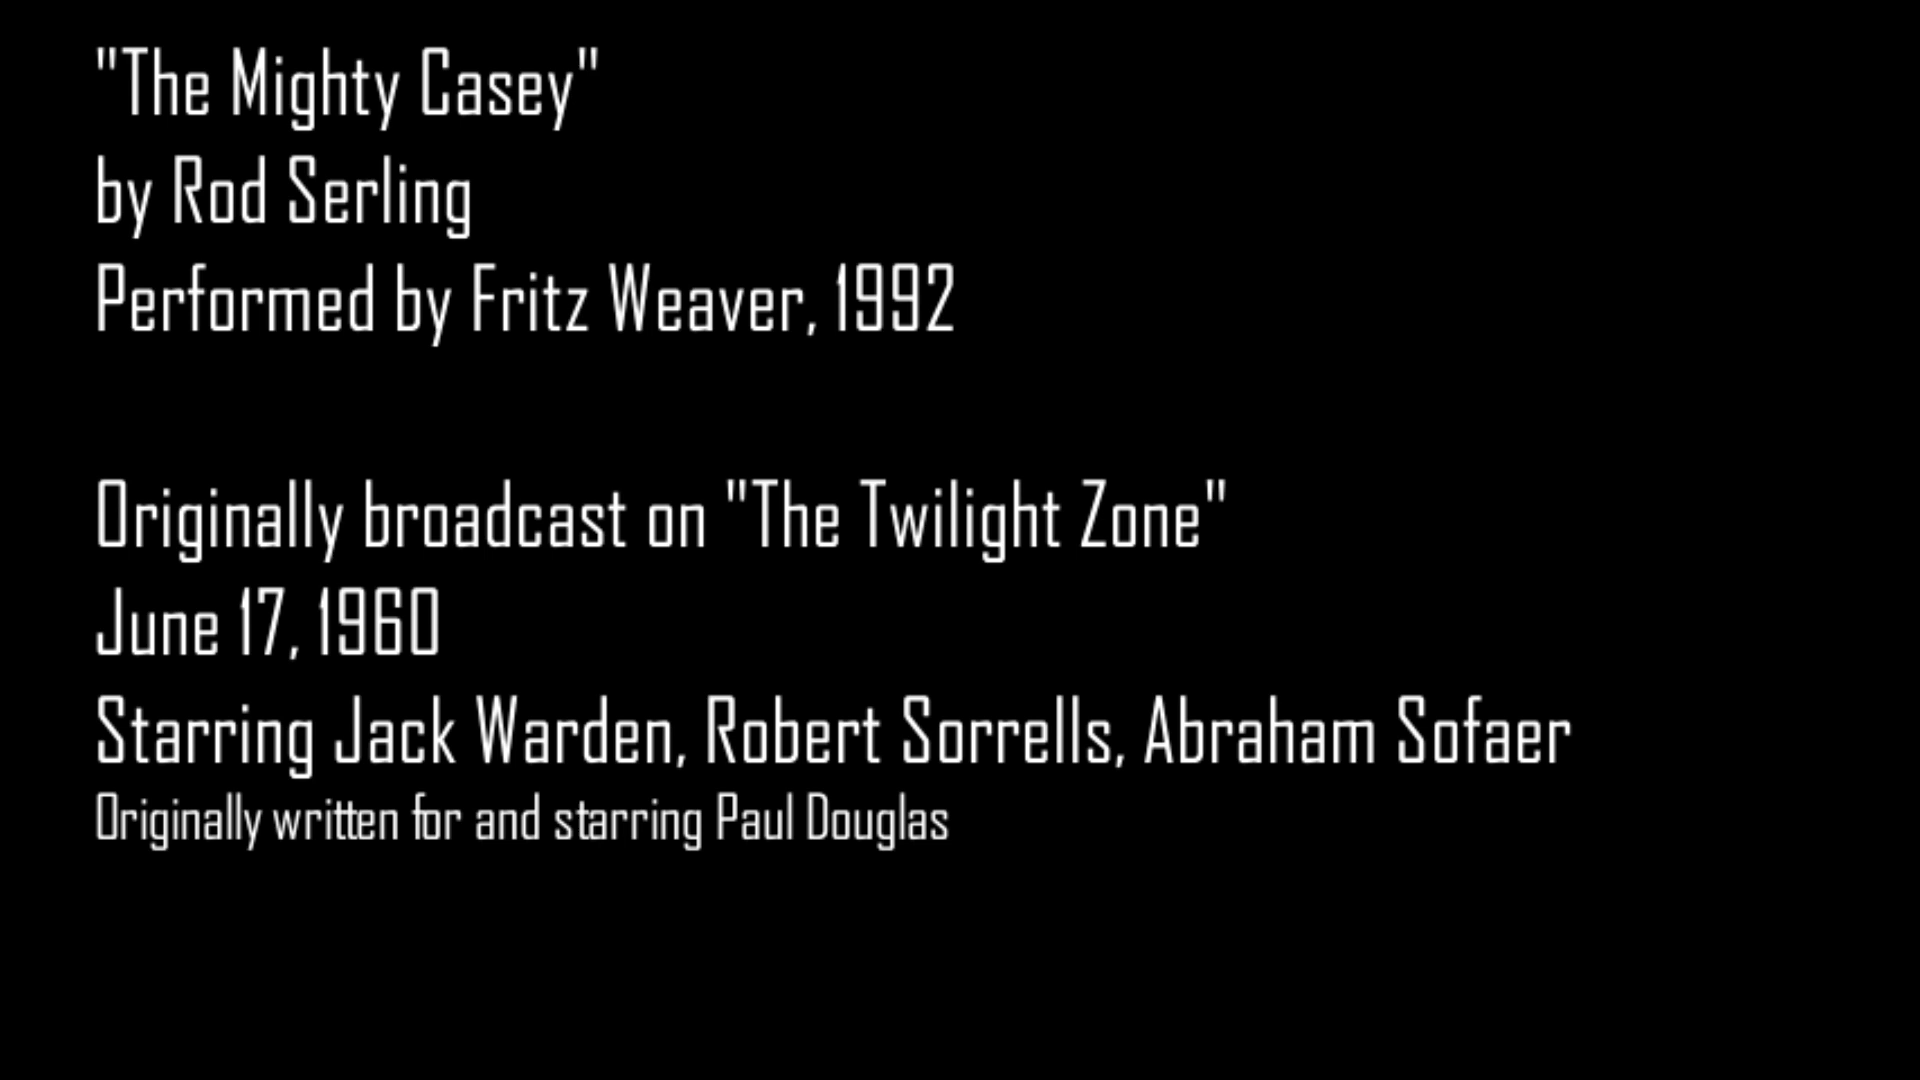 "The Mighty Casey"
by Rod Serling
Performed by Fritz Weaver, 1992
Originally broadcast on "The Twilight Zone"
June 17, 1960
Starring Jack Warden, Robert Sorrells, Abraham Sofaer
Originally written for and starring Paul Douglas